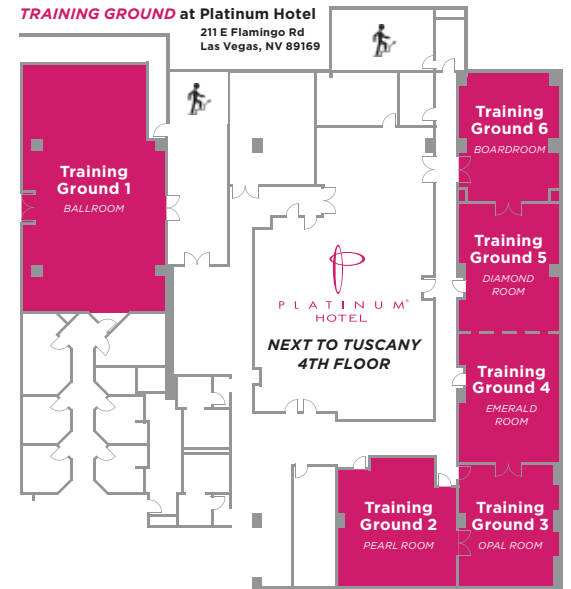 TRAINING GROUND at Platinum Hotel
211 E Flamingo Rd
Las Vegas, NV 89169
Training
Ground 6
BOARDROOM
Training
Ground 1
BALLROOM
Training
Ground 5
DIAMOND
ROOM
PLATINUM®
HOTEL
NEXT TO TUSCANY
4TH FLOOR
Training
Ground 4
EMERALD
ROOM
Training
Ground 2
PEARL ROOM
Training
Ground 3
OPAL ROOM